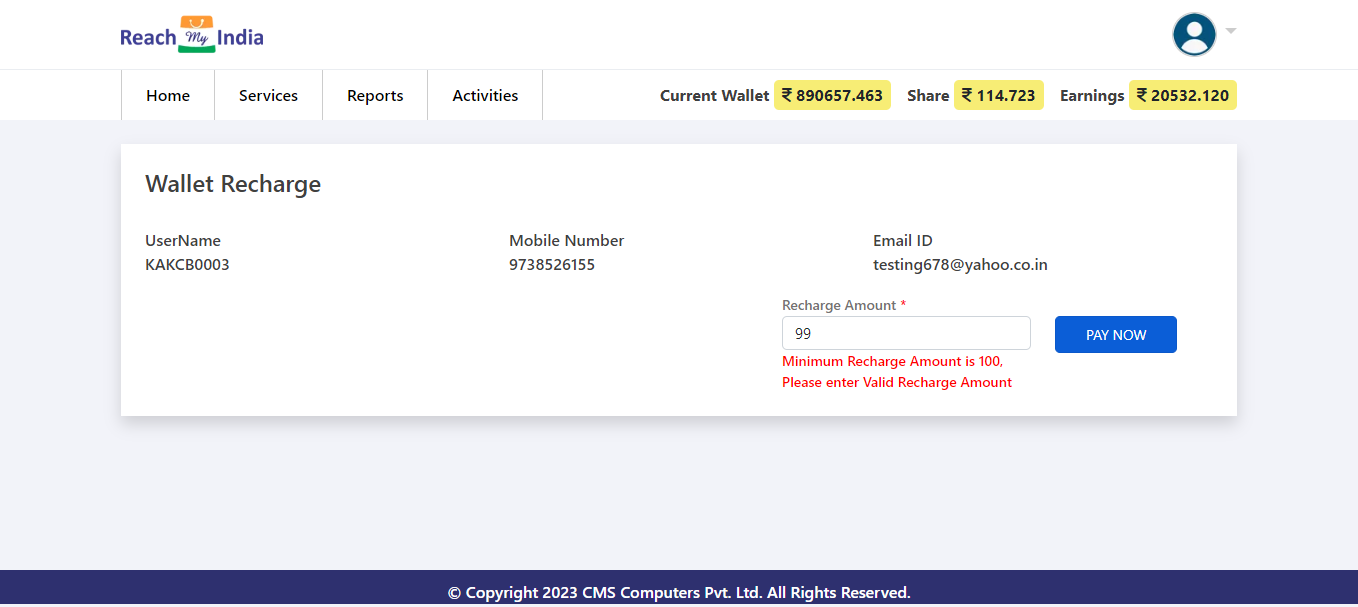 Reach My India
Home Services Reports Activities Current Wallet ₹ 890657.463 Share ₹ 114.723 Earnings ₹ 20532.120
Wallet Recharge
UserName Mobile Number Email ID
KAKCB0003 9738526155 testing678@yahoo.co.in
Recharge Amount *
99 PAY NOW
Minimum Recharge Amount is 100,
Please enter Valid Recharge Amount
© Copyright 2023 CMS Computers Pvt. Ltd. All Rights Reserved.